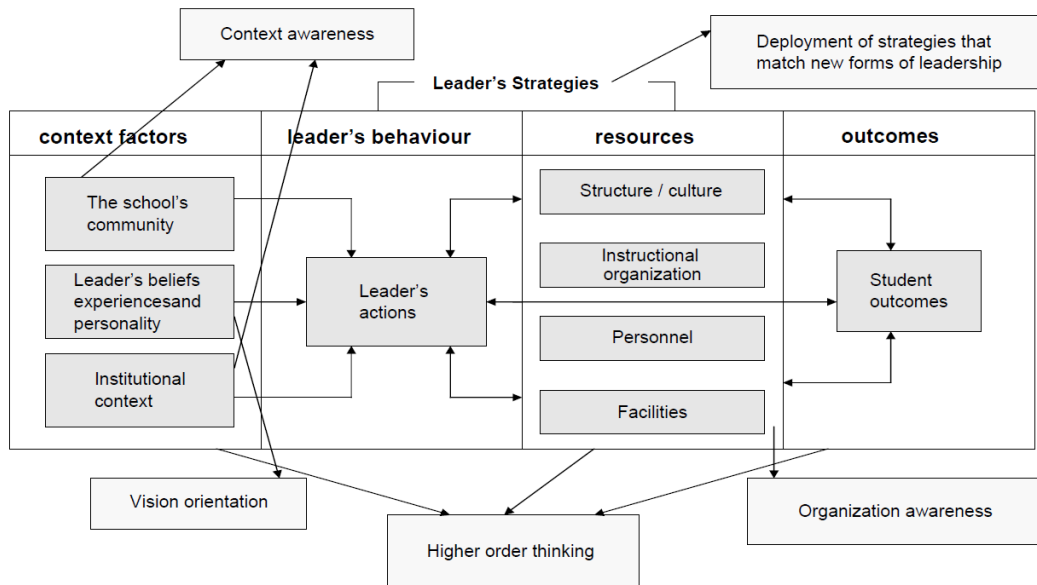 Context awareness
Deployment of strategies that
match new forms of leadership
Leader's Strategies
context factors
leader's behaviour
resources
outcomes
The school's
community
Leader's beliefs
experiencesand
personality
Institutional
context
Leader's
actions
Structure / culture
Instructional
organization
Personnel
Facilities
Student
outcomes
Vision orientation
Higher order thinking
Organization awareness